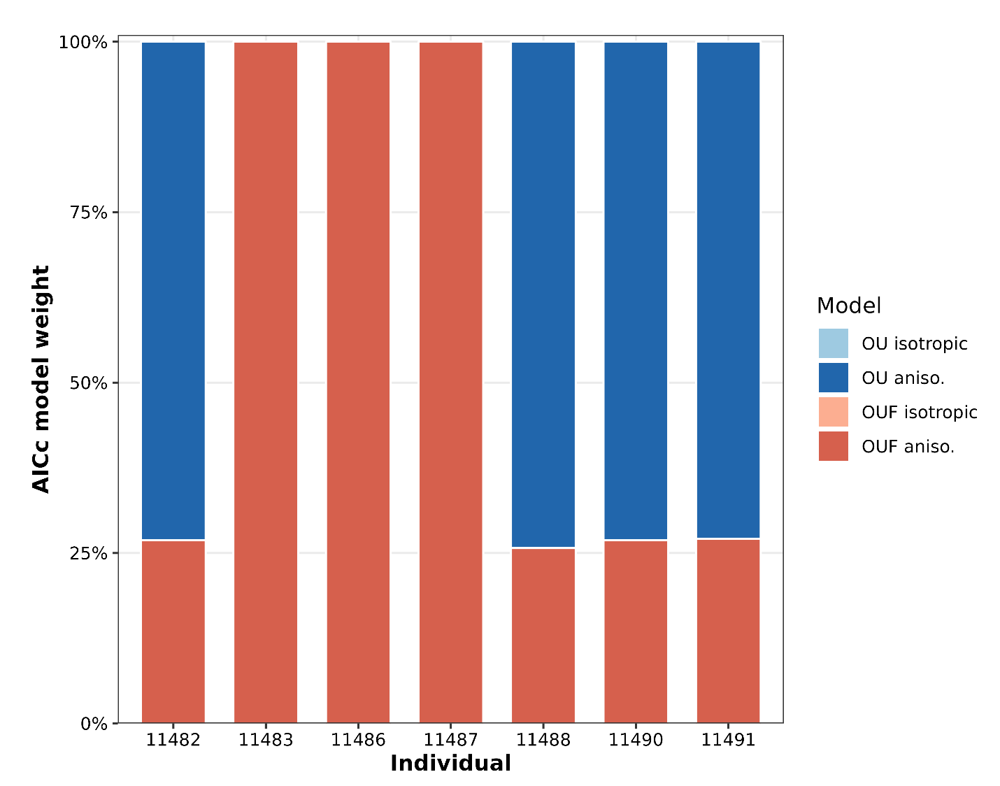 100%
75%
50%
25%
0%
AICc model weight
11482 11483 11486 11487 11488 11490 11491
Individual
Model
OU isotropic
OU aniso.
OUF isotropic
OUF aniso.